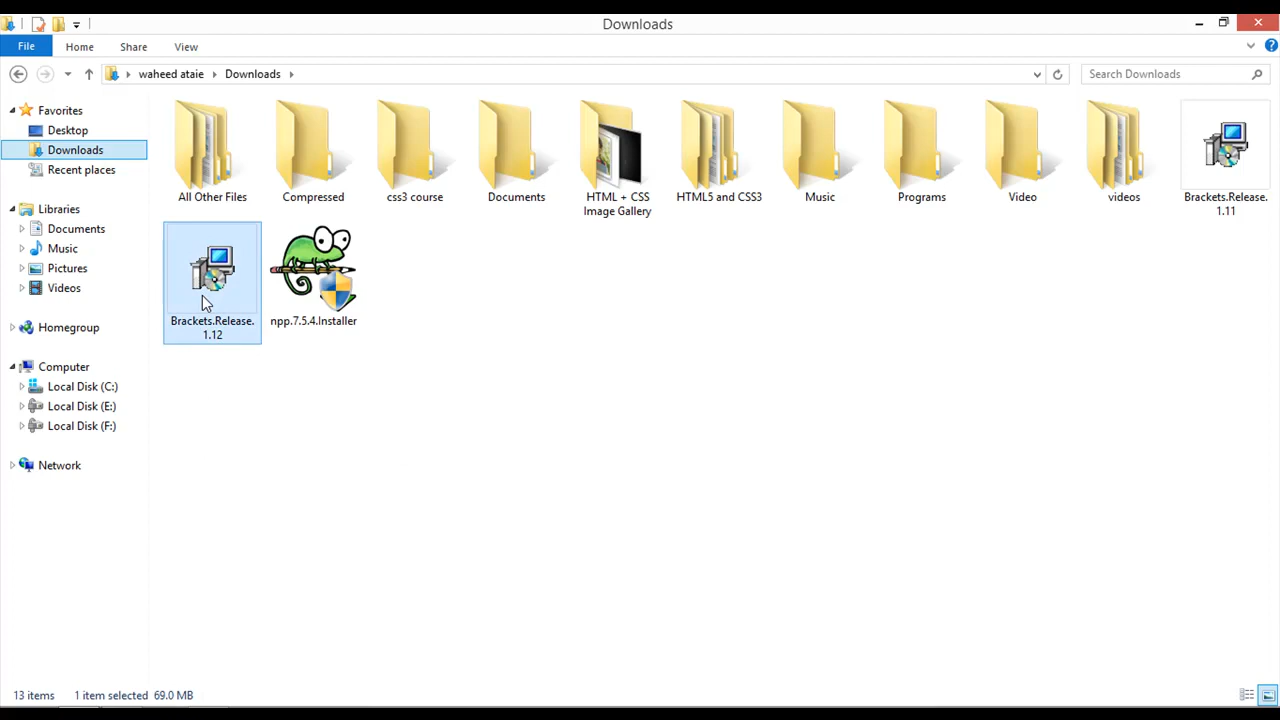 Downloads
File Home Share View
waheed ataie Downloads Search Downloads
Favorites
Desktop
Downloads
Recent places
Libraries
Documents
Music
Pictures
Videos
Homegroup
Computer
Local Disk (C:)
Local Disk (E:)
Local Disk (F:)
Network
All Other Files
Compressed
css3 course
Documents
HTML + CSS
Image Gallery
HTML5 and CSS3
Music
Programs
Video
videos
Brackets.Release.
1.11
Brackets.Release.
1.12
npp.7.5.4.Installer
13 items 1 item selected 69.0 MB